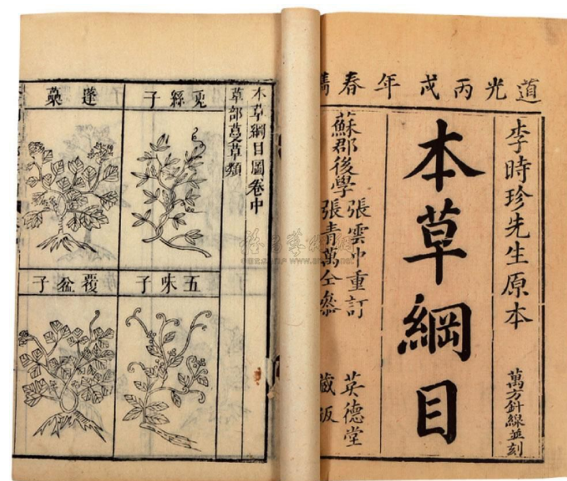 道光丙戌年春鐫
李時珍先生原本
萬方針線並刻
本草綱目
蘇郡後學
張雲中重訂
張青萬仝參
英德堂
藏板
本草綱目圖卷中
草部蔓草類
兎絲子
蓬虆
五味子
覆盆子